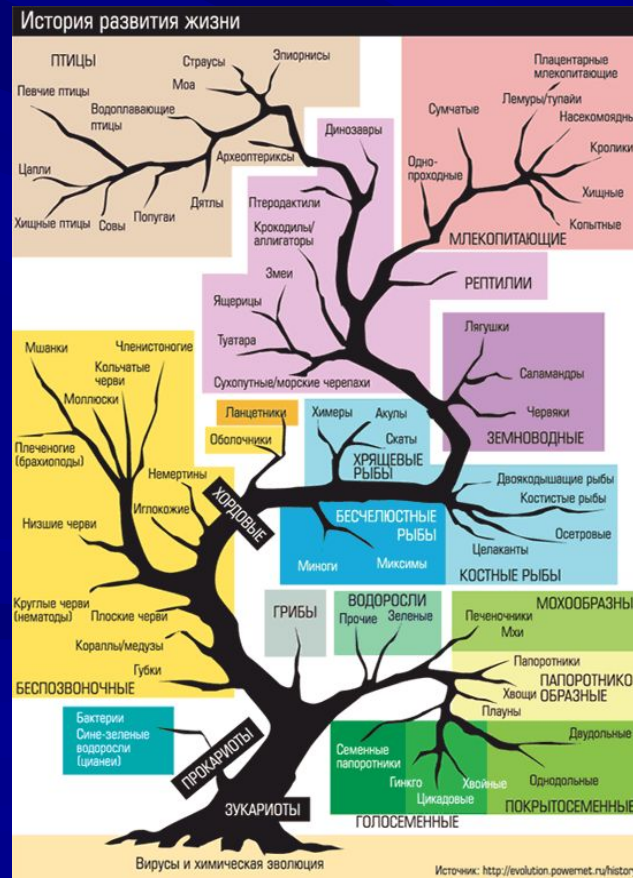 История развития жизни
ПТИЦЫ
Страусы
Эпиорнисы
Моа
Певчие птицы
Водоплавающие
птицы
Археоптериксы
Цапли
Дятлы
Попугаи
Совы
Хищные птицы
Плацентарные
млекопитающие
Лемуры/тупайи
Сумчатые
Насекомоядны
Одно-
проходные
Кролики
Хищные
Копытные
МЛЕКОПИТАЮЩИЕ
Динозавры
Птеродактили
Крокодилы/
аллигаторы
Змеи
РЕПТИЛИИ
Ящерицы
Туатара
Сухопутные/морские черепахи
Лягушки
Саламандры
Червяки
ЗЕМНОВОДНЫЕ
Мшанки
Членистоногие
Кольчатые
черви
Моллюски
Плеченогие
(брахиоподы)
Немертины
Иглокожие
Низшие черви
Круглые черви
(нематоды)
Плоские черви
Кораллы/медузы
Губки
БЕСПОЗВОНОЧНЫЕ
Ланцетники
Оболочники
ХОРДОВЫЕ
Химеры
Акулы
Скаты
ХРЯЩЕВЫЕ
РЫБЫ
БЕСЧЕЛЮСТНЫЕ
РЫБЫ
Миноги
Миксимы
Двоякодышащие рыбы
Костистые рыбы
Осетровые
Целаканты
КОСТНЫЕ РЫБЫ
ГРИБЫ
ВОДОРОСЛИ
Прочие
Зеленые
МОХООБРАЗНЫ
Печеночники
Мхи
Папоротники
ПАПОРОТНИКО
ОБРАЗНЫЕ
Хвощи
Плауны
Бактерии
Сине-зеленые
водоросли
(цианеи)
ПРОКАРИОТЫ
ЗУКАРИОТЫ
Семенные
папоротники
Гинкго
Цикадовые
Хвойные
ГОЛОСЕМЕННЫЕ
Двудольные
Однодольные
ПОКРЫТОСЕМЕННЫЕ
Вирусы и химическая эволюция
Источник: http://evolution.powernet.ru/history